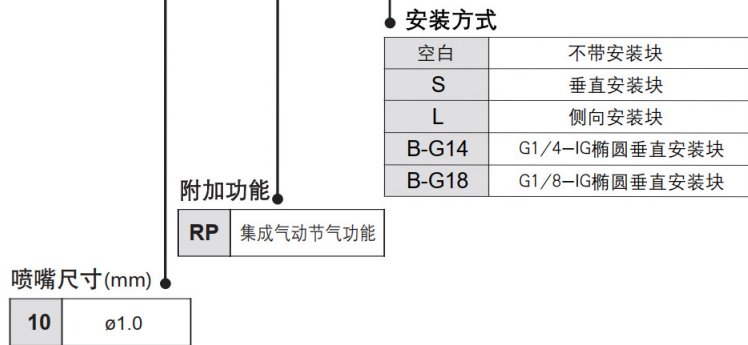 安装方式
空白 不带安装块
S 垂直安装块
L 侧向安装块
B-G14 G1/4-IG椭圆垂直安装块
B-G18 G1/8-IG椭圆垂直安装块
附加功能
RP 集成气动节气功能
喷嘴尺寸(mm)
10 ø1.0